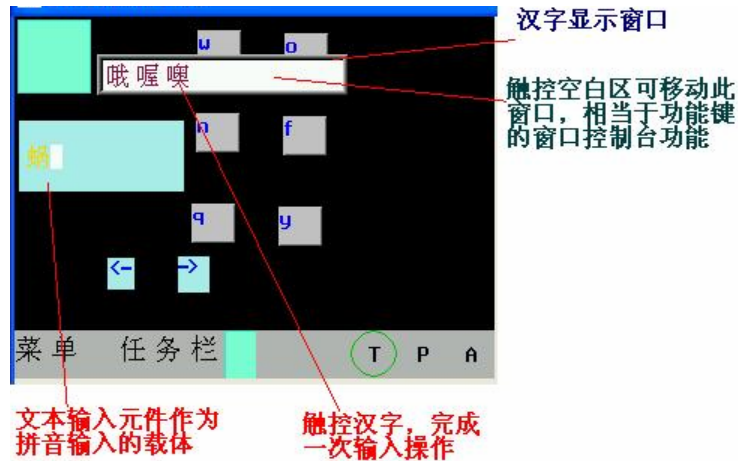 汉字显示窗口
w
o
哦喔噢
触控空白区可移动此
窗口，相当于功能键
的窗口控制台功能
n
f
蜗
q
y
<-
->
菜单
任务栏
T
P
A
文本输入元件作为
拼音输入的载体
触控汉字，完成
一次输入操作